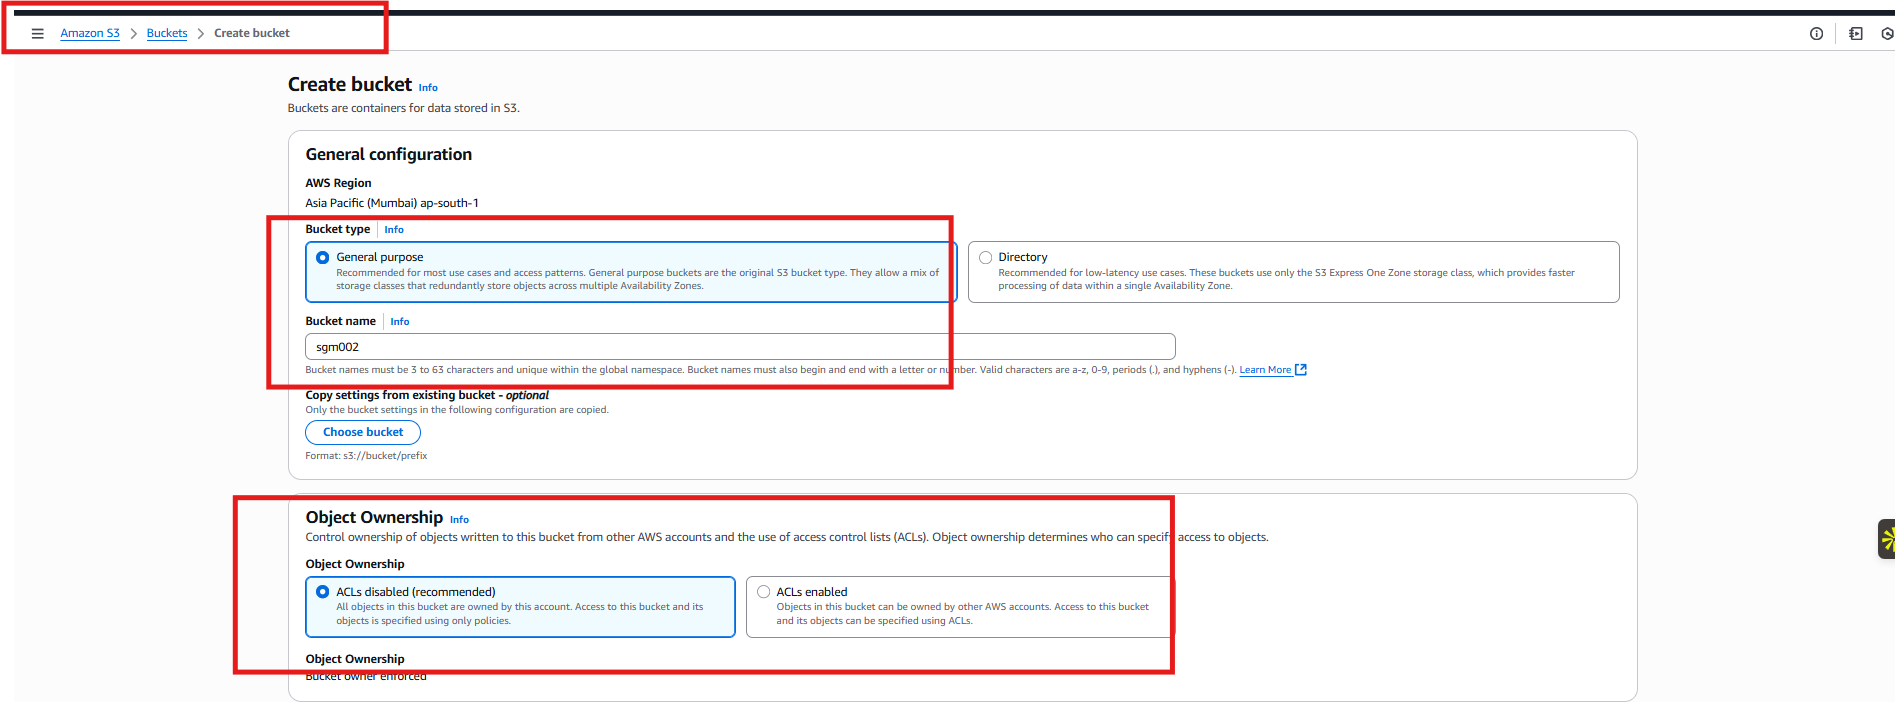 Amazon S3 > Buckets > Create bucket
Create bucket Info
Buckets are containers for data stored in S3.
General configuration
AWS Region
Asia Pacific (Mumbai) ap-south-1
Bucket type Info
General purpose
Recommended for most use cases and access patterns. General purpose buckets are the original S3 bucket type. They allow a mix of
storage classes that redundantly store objects across multiple Availability Zones.
Directory
Recommended for low-latency use cases. These buckets use only the S3 Express One Zone storage class, which provides faster
processing of data within a single Availability Zone.
Bucket name Info
sgm002
Bucket names must be 3 to 63 characters and unique within the global namespace. Bucket names must also begin and end with a letter or number. Valid characters are a-z, 0-9, periods (.), and hyphens (-). Learn More
Copy settings from existing bucket - optional
Only the bucket settings in the following configuration are copied.
Choose bucket
Format: s3://bucket/prefix
Object Ownership Info
Control ownership of objects written to this bucket from other AWS accounts and the use of access control lists (ACLs). Object ownership determines who can specify access to objects.
Object Ownership
ACLs disabled (recommended)
All objects in this bucket are owned by this account. Access to this bucket and its
objects is specified using only policies.
ACLs enabled
Objects in this bucket can be owned by other AWS accounts. Access to this bucket
and its objects can be specified using ACLs.
Object Ownership
Bucket owner enforced